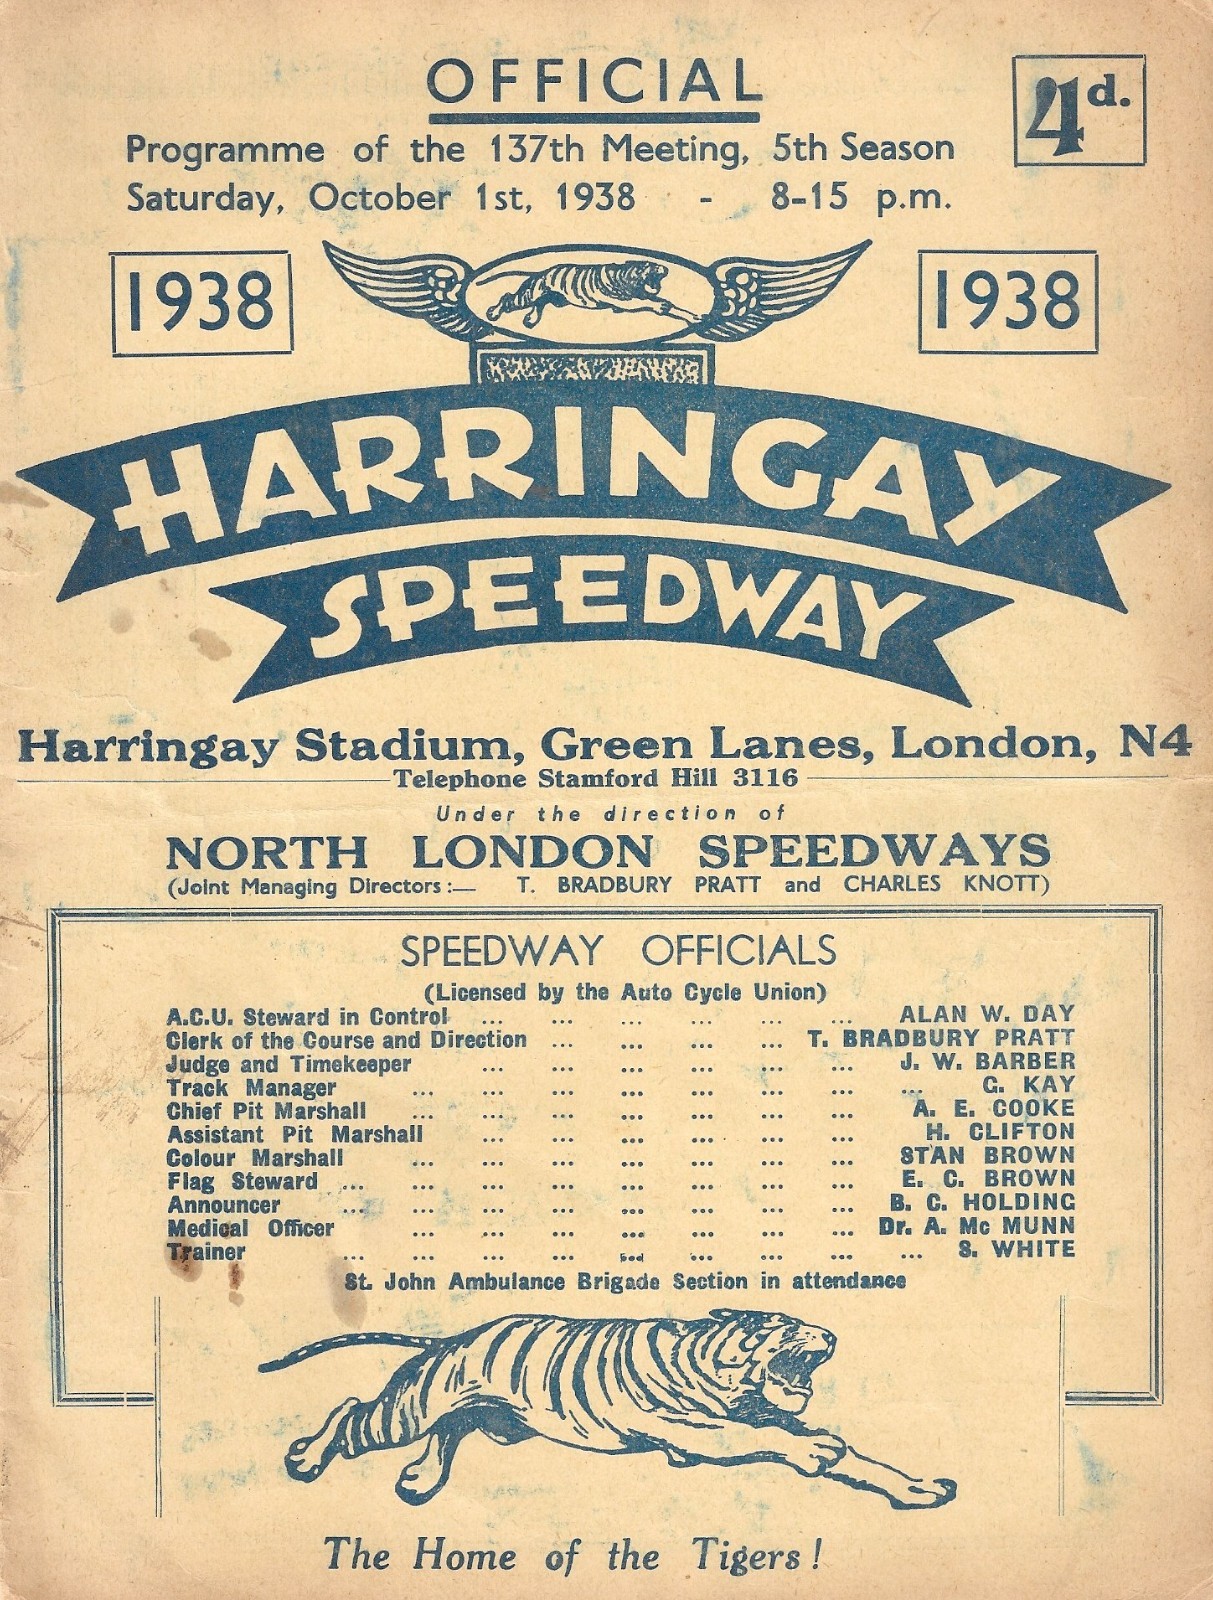 OFFICIAL
4d.
Programme of the 137th Meeting, 5th Season
Saturday, October 1st, 1938 - 8-15 p.m.
1938
1938
HARRINGAY
SPEEDWAY
Harringay Stadium, Green Lanes, London, N4
Telephone Stamford Hill 3116
Under the direction of
NORTH LONDON SPEEDWAYS
(Joint Managing Directors:— T. BRADBURY PRATT and CHARLES KNOTT)
SPEEDWAY OFFICIALS
(Licensed by the Auto Cycle Union)
A.C.U. Steward in Control ... ... ... ... ... ... ALAN W. DAY
Clerk of the Course and Direction ... ... ... ... T. BRADBURY PRATT
Judge and Timekeeper ... ... ... ... ... ... J. W. BARBER
Track Manager ... ... ... ... ... ... ... ... G. KAY
Chief Pit Marshall ... ... ... ... ... ... ... A. E. COOKE
Assistant Pit Marshall ... ... ... ... ... ... H. CLIFTON
Colour Marshall ... ... ... ... ... ... ... STAN BROWN
Flag Steward ... ... ... ... ... ... ... ... E. C. BROWN
Announcer ... ... ... ... ... ... ... ... B. C. HOLDING
Medical Officer ... ... ... ... ... ... ... Dr. A. Mc MUNN
Trainer ... ... ... ... ... ... ... ... ... S. WHITE
St. John Ambulance Brigade Section in attendance
The Home of the Tigers!